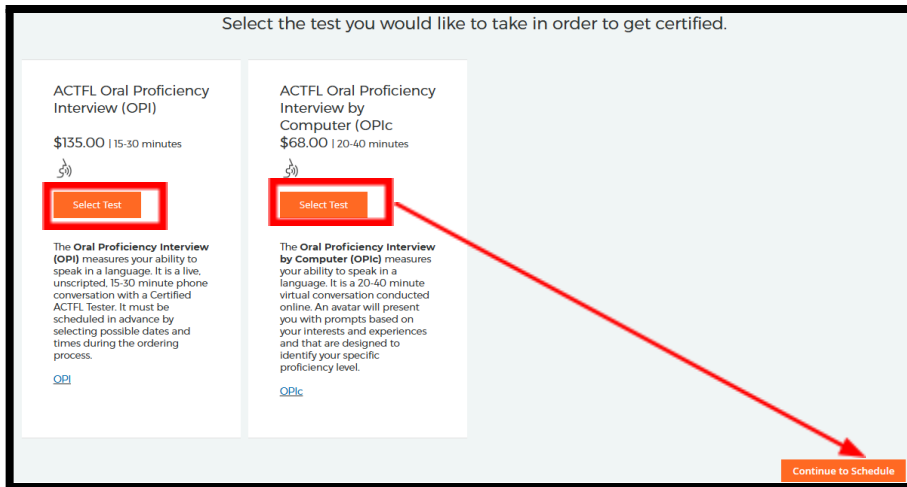 Select the test you would like to take in order to get certified.
ACTFL Oral Proficiency
Interview (OPI)
$135.00 | 15-30 minutes
Select Test
The Oral Proficiency Interview
(OPI) measures your ability to
speak in a language. It is a live,
unscripted, 15-30 minute phone
conversation with a Certified
ACTFL Tester. It must be
scheduled in advance by
selecting possible dates and
times during the ordering
process.
OPI
ACTFL Oral Proficiency
Interview by
Computer (OPIc
$68.00 | 20-40 minutes
Select Test
The Oral Proficiency Interview
by Computer (OPIc) measures
your ability to speak in a
language. It is a 20-40 minute
virtual conversation conducted
online. An avatar will present
you with prompts based on
your interests and experiences
and that are designed to
identify your specific
proficiency level.
OPIc
Continue to Schedule